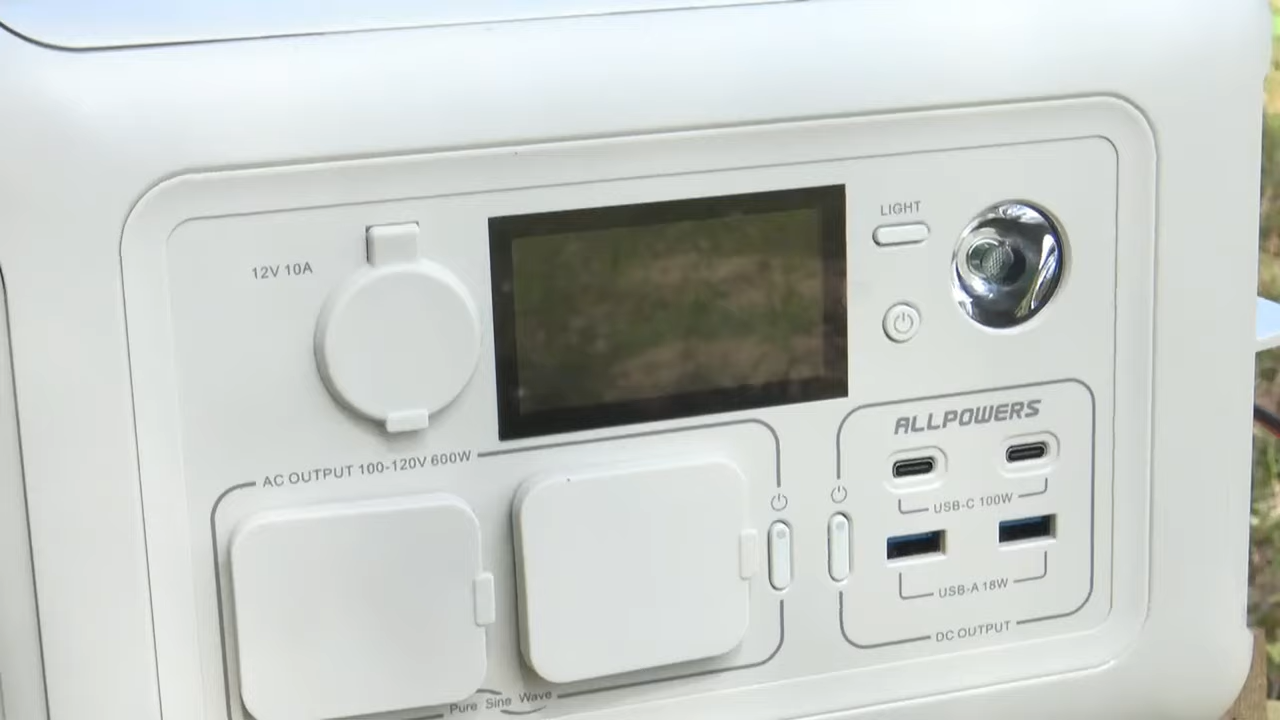 LIGHT
12V 10A
ALLPOWERS
AC OUTPUT 100-120V 600W
USB-C 100W
USB-A 18W
DC OUTPUT
Pure Sine Wave